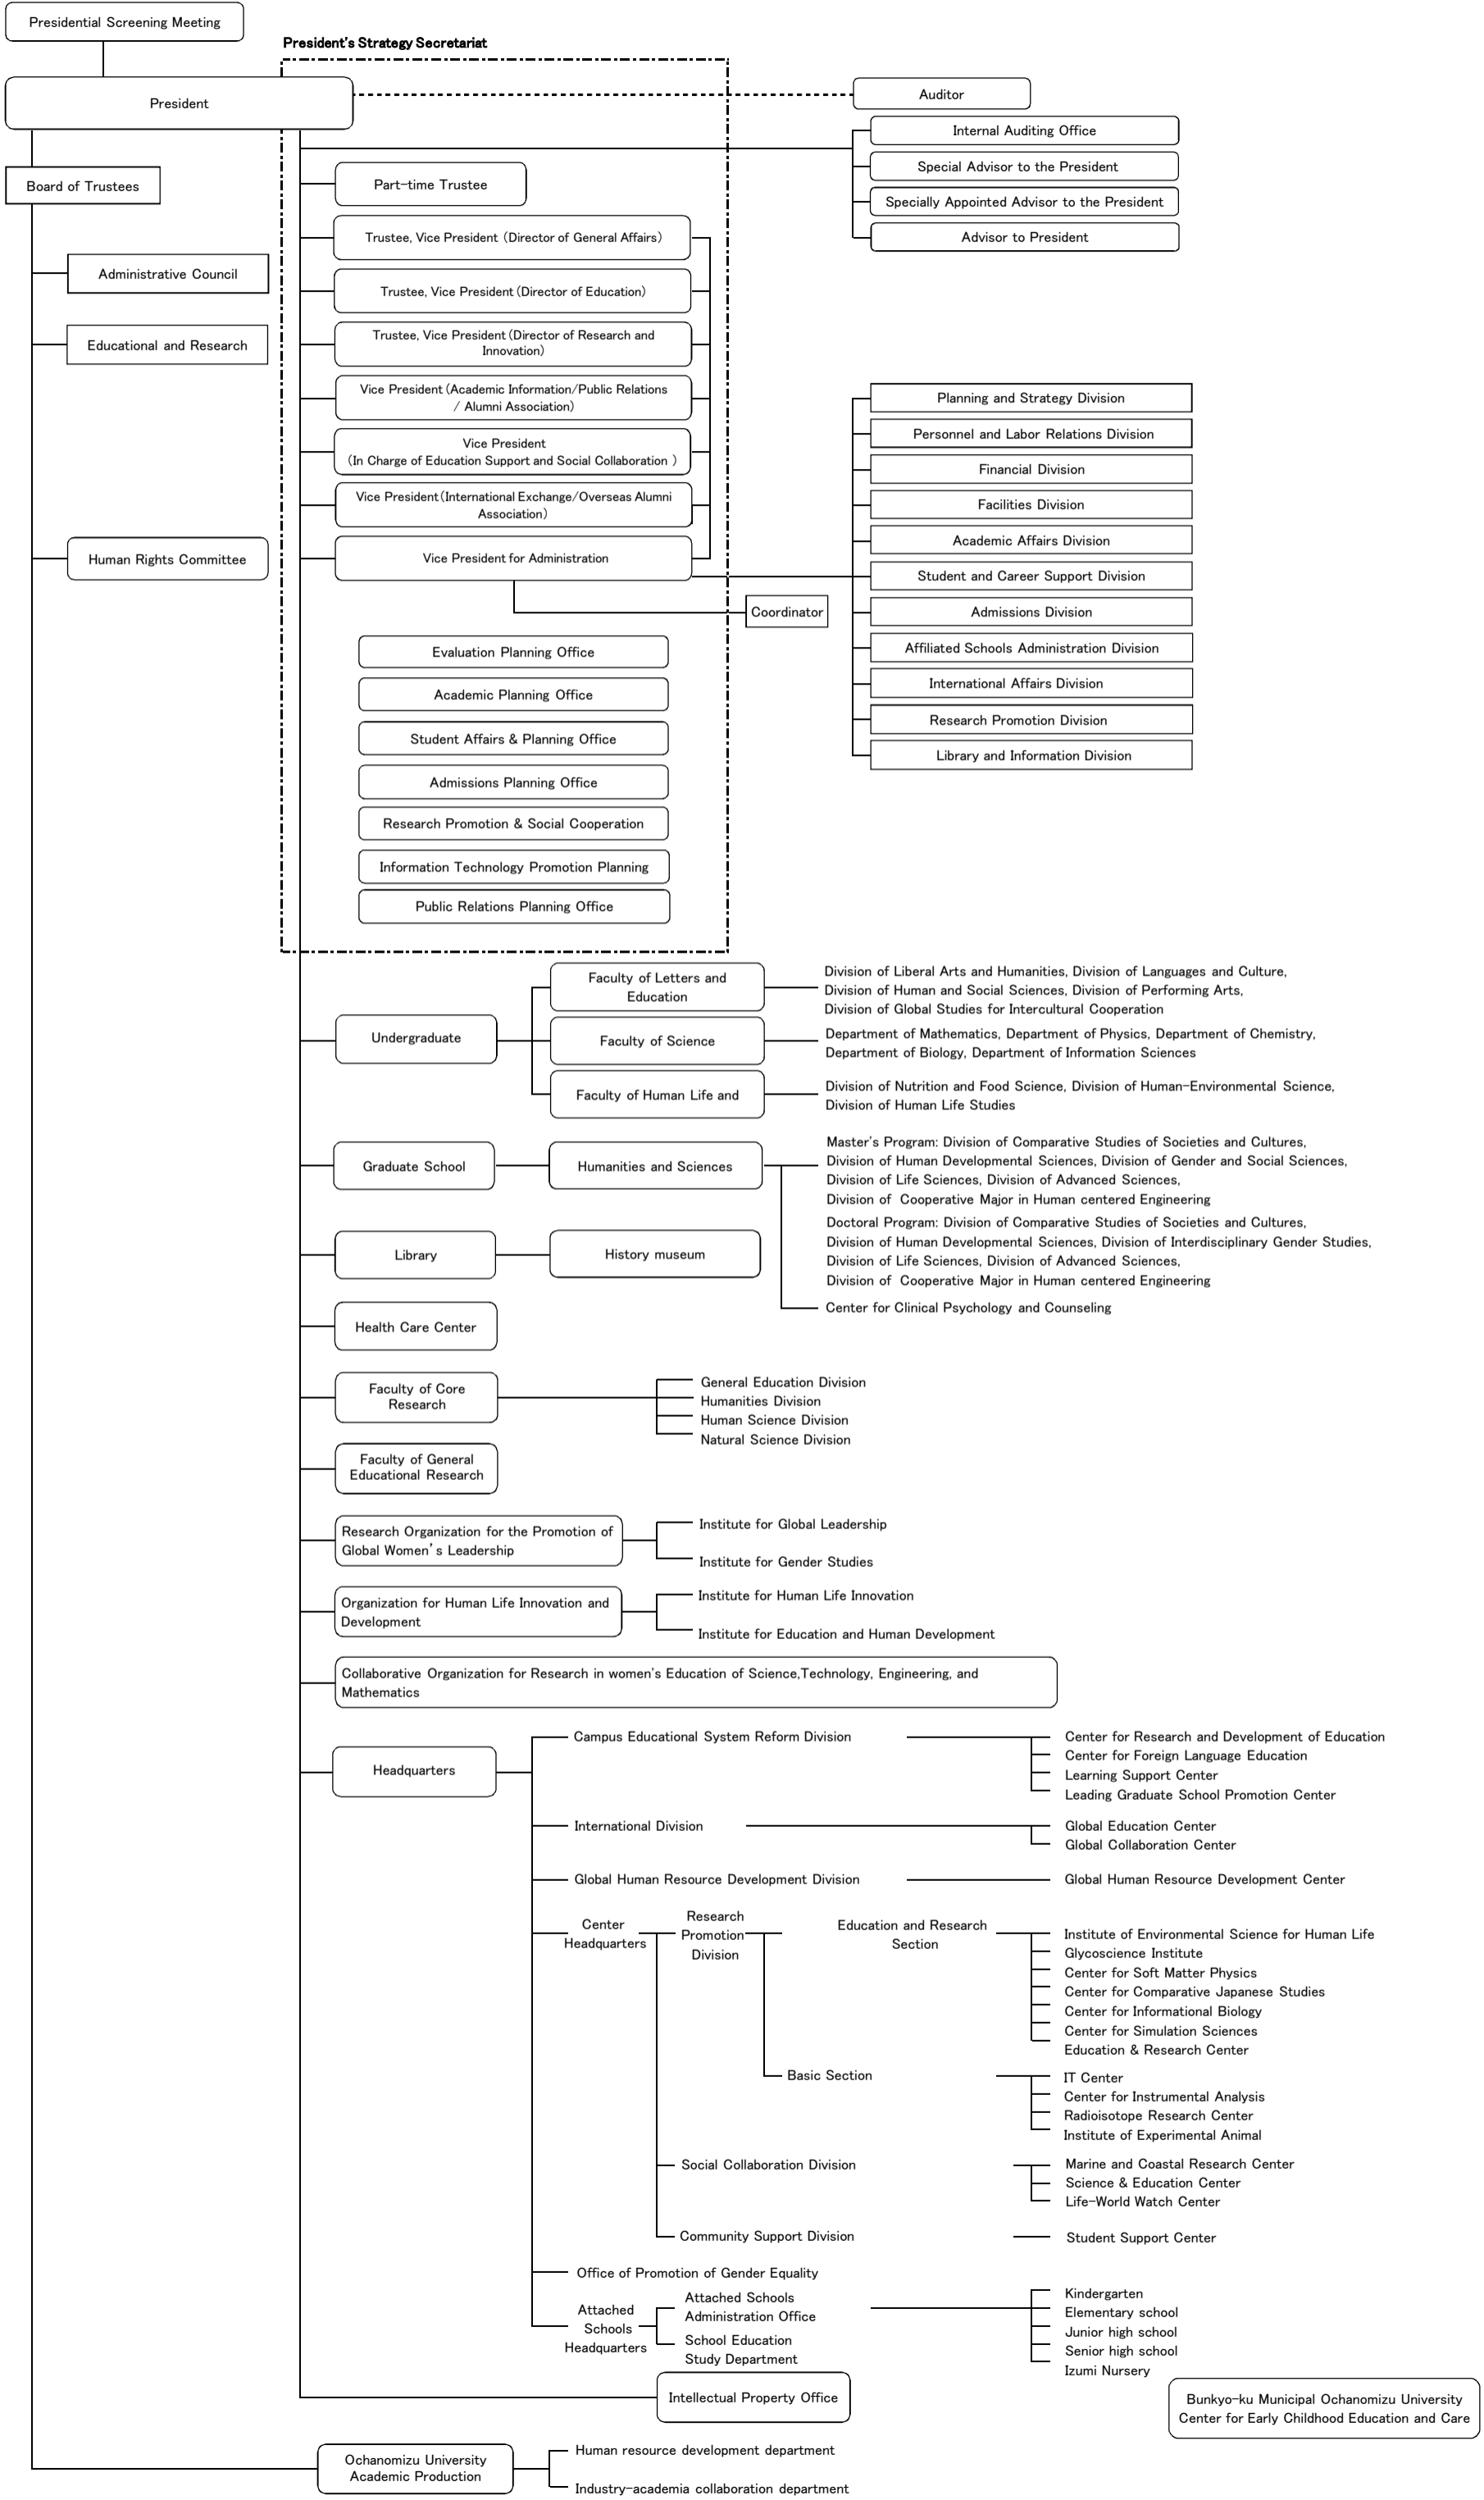 Presidential Screening Meeting
President's Strategy Secretariat
President
Auditor
Internal Auditing Office
Special Advisor to the President
Specially Appointed Advisor to the President
Advisor to President
Board of Trustees
Part-time Trustee
Trustee, Vice President (Director of General Affairs)
Administrative Council
Trustee, Vice President (Director of Education)
Educational and Research
Trustee, Vice President (Director of Research and
Innovation)
Vice President (Academic Information/Public Relations
/ Alumni Association)
Vice President
(In Charge of Education Support and Social Collaboration )
Vice President (International Exchange/Overseas Alumni
Association)
Human Rights Committee
Vice President for Administration
Coordinator
Planning and Strategy Division
Personnel and Labor Relations Division
Financial Division
Facilities Division
Academic Affairs Division
Student and Career Support Division
Admissions Division
Affiliated Schools Administration Division
International Affairs Division
Research Promotion Division
Library and Information Division
Evaluation Planning Office
Academic Planning Office
Student Affairs & Planning Office
Admissions Planning Office
Research Promotion & Social Cooperation
Information Technology Promotion Planning
Public Relations Planning Office
Undergraduate
Faculty of Letters and
Education
Division of Liberal Arts and Humanities, Division of Languages and Culture,
Division of Human and Social Sciences, Division of Performing Arts,
Division of Global Studies for Intercultural Cooperation
Faculty of Science
Department of Mathematics, Department of Physics, Department of Chemistry,
Department of Biology, Department of Information Sciences
Faculty of Human Life and
Division of Nutrition and Food Science, Division of Human-Environmental Science,
Division of Human Life Studies
Graduate School
Humanities and Sciences
Master's Program: Division of Comparative Studies of Societies and Cultures,
Division of Human Developmental Sciences, Division of Gender and Social Sciences,
Division of Life Sciences, Division of Advanced Sciences,
Division of Cooperative Major in Human centered Engineering
Doctoral Program: Division of Comparative Studies of Societies and Cultures,
Division of Human Developmental Sciences, Division of Interdisciplinary Gender Studies,
Division of Life Sciences, Division of Advanced Sciences,
Division of Cooperative Major in Human centered Engineering
Center for Clinical Psychology and Counseling
Library
History museum
Health Care Center
Faculty of Core
Research
General Education Division
Humanities Division
Human Science Division
Natural Science Division
Faculty of General
Educational Research
Research Organization for the Promotion of
Global Women's Leadership
Institute for Global Leadership
Institute for Gender Studies
Organization for Human Life Innovation and
Development
Institute for Human Life Innovation
Institute for Education and Human Development
Collaborative Organization for Research in women's Education of Science,Technology, Engineering, and
Mathematics
Headquarters
Campus Educational System Reform Division
Center for Research and Development of Education
Center for Foreign Language Education
Learning Support Center
Leading Graduate School Promotion Center
International Division
Global Education Center
Global Collaboration Center
Global Human Resource Development Division
Global Human Resource Development Center
Center
Headquarters
Research
Promotion
Division
Education and Research
Section
Institute of Environmental Science for Human Life
Glycoscience Institute
Center for Soft Matter Physics
Center for Comparative Japanese Studies
Center for Informational Biology
Center for Simulation Sciences
Education & Research Center
Basic Section
IT Center
Center for Instrumental Analysis
Radioisotope Research Center
Institute of Experimental Animal
Social Collaboration Division
Marine and Coastal Research Center
Science & Education Center
Life-World Watch Center
Community Support Division
Student Support Center
Office of Promotion of Gender Equality
Attached
Schools
Headquarters
Attached Schools
Administration Office
School Education
Study Department
Kindergarten
Elementary school
Junior high school
Senior high school
Izumi Nursery
Intellectual Property Office
Bunkyo-ku Municipal Ochanomizu University
Center for Early Childhood Education and Care
Ochanomizu University
Academic Production
Human resource development department
Industry-academia collaboration department